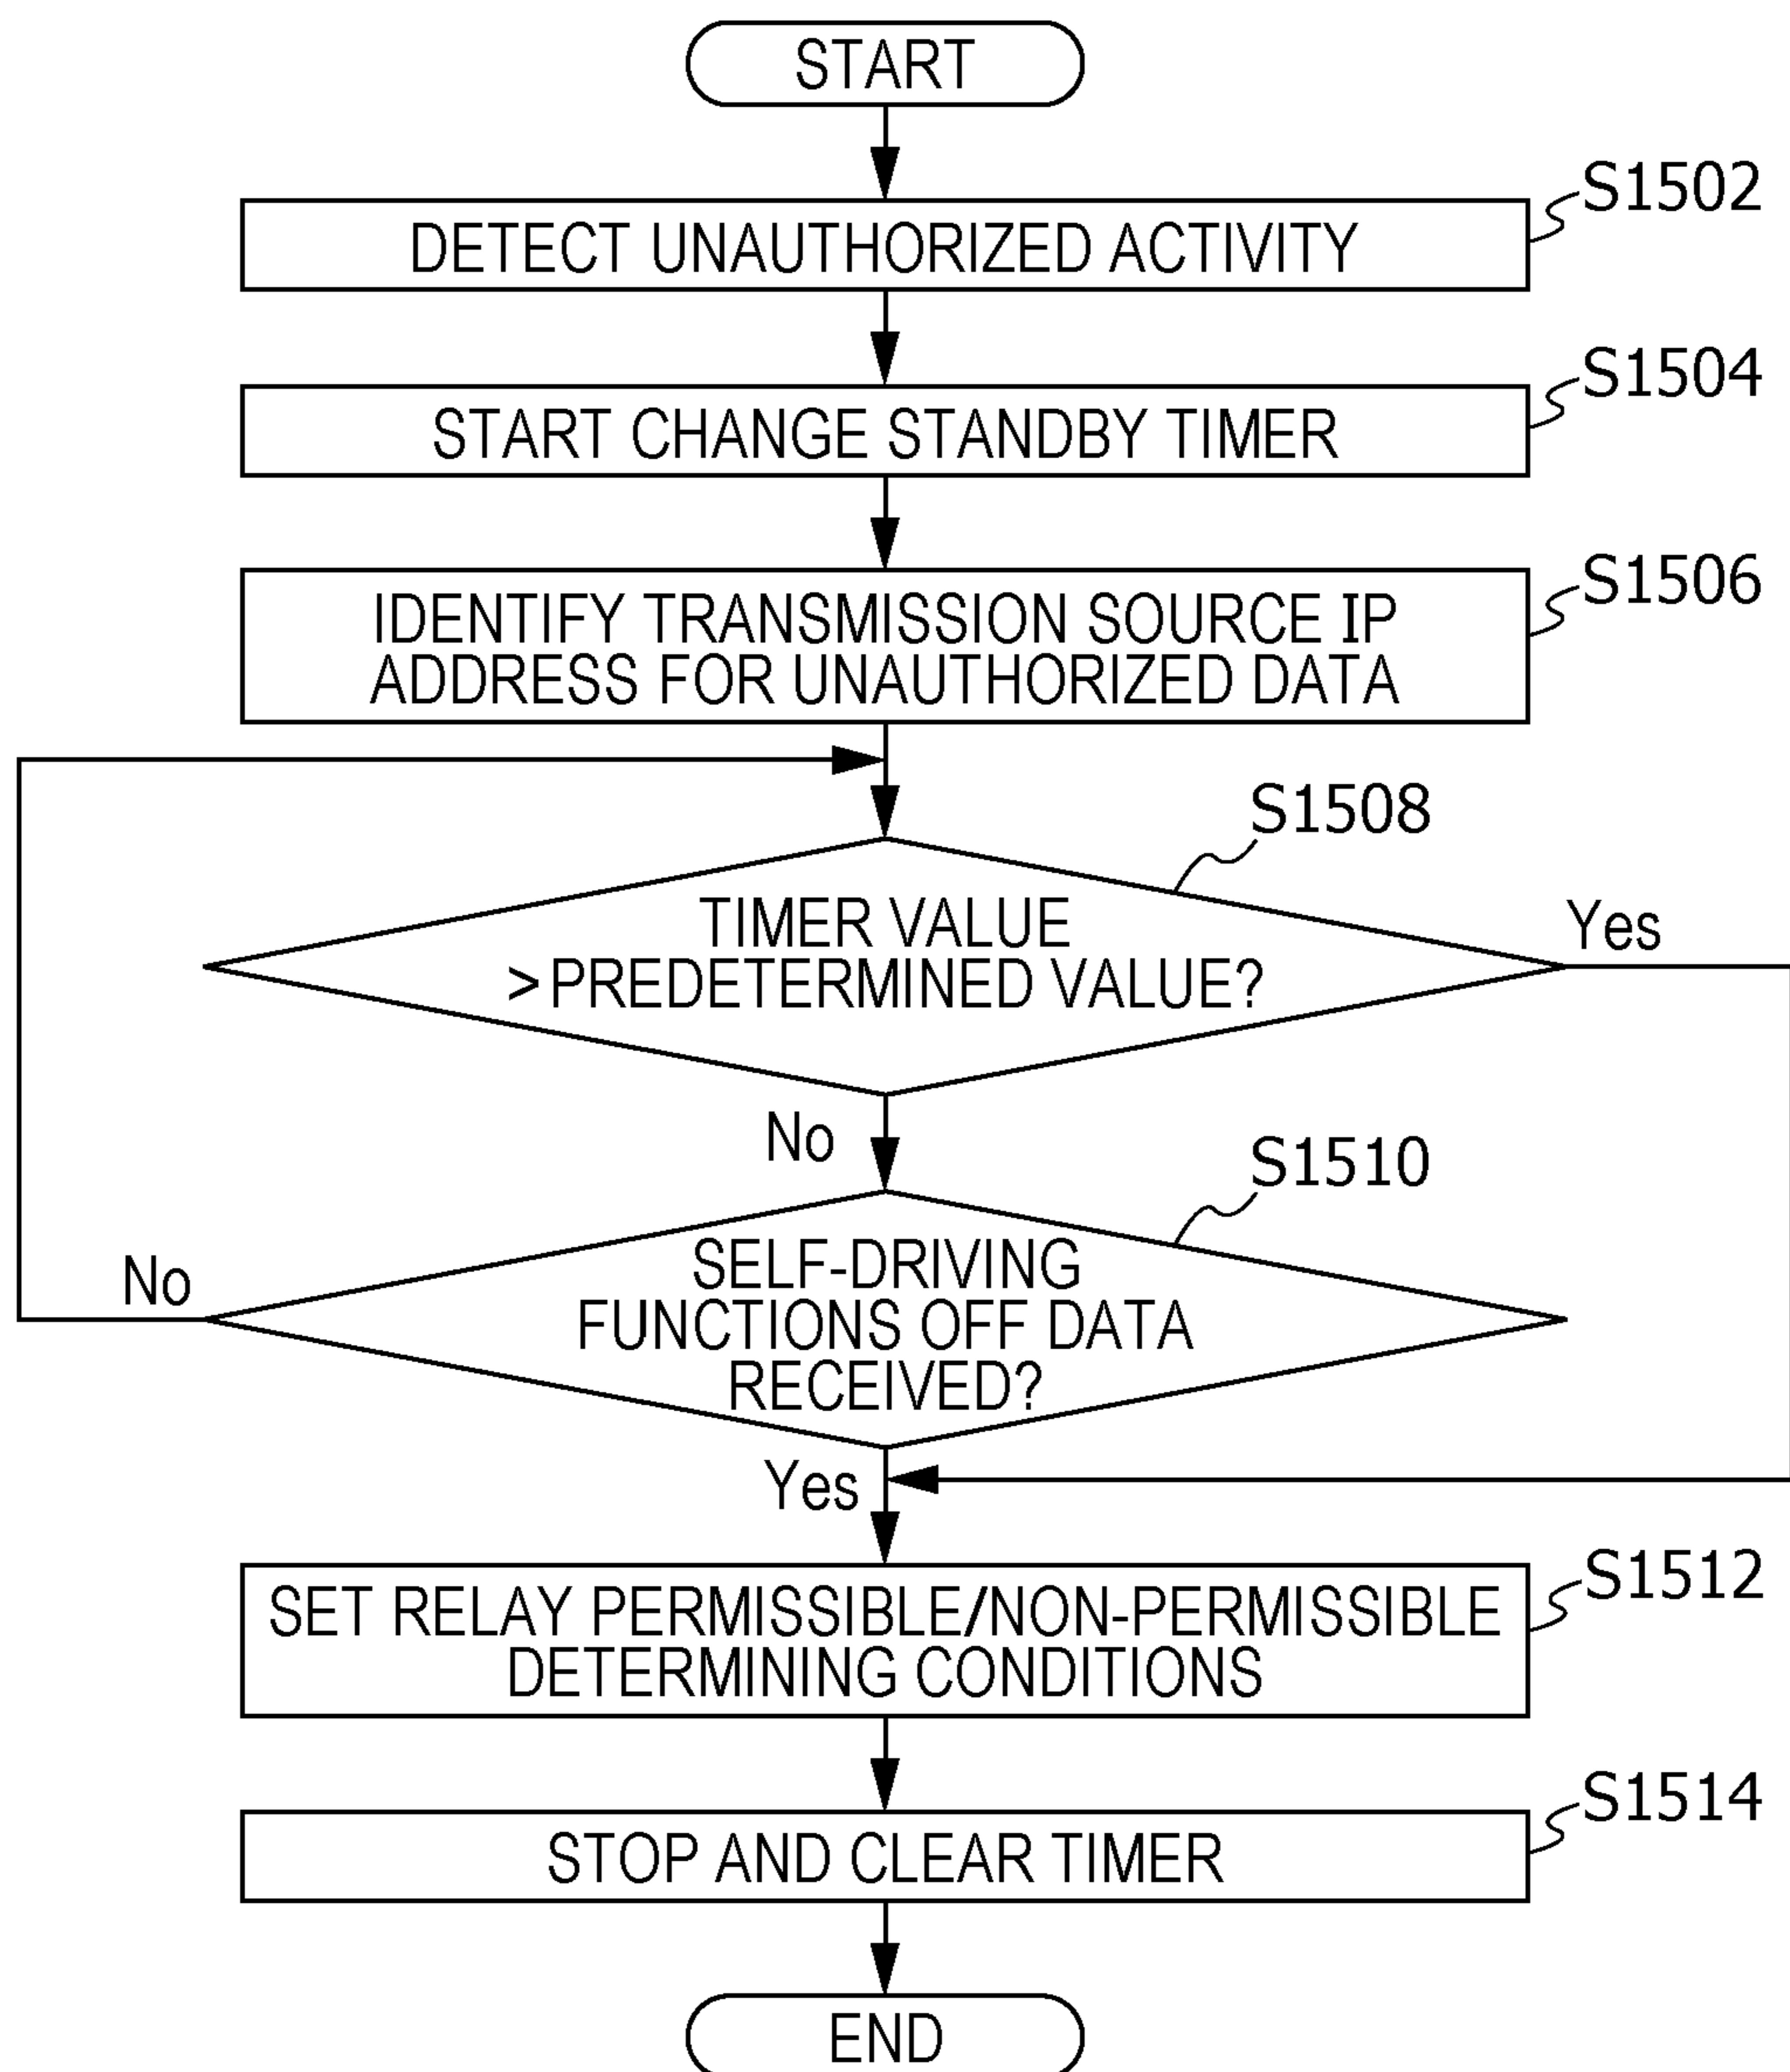 START
S1502
DETECT UNAUTHORIZED ACTIVITY
S1504
START CHANGE STANDBY TIMER
S1506
IDENTIFY TRANSMISSION SOURCE IP
ADDRESS FOR UNAUTHORIZED DATA
S1508
TIMER VALUE
>PREDETERMINED VALUE?
Yes
No
S1510
SELF-DRIVING
FUNCTIONS OFF DATA
RECEIVED?
No
Yes
S1512
SET RELAY PERMISSIBLE/NON-PERMISSIBLE
DETERMINING CONDITIONS
S1514
STOP AND CLEAR TIMER
END